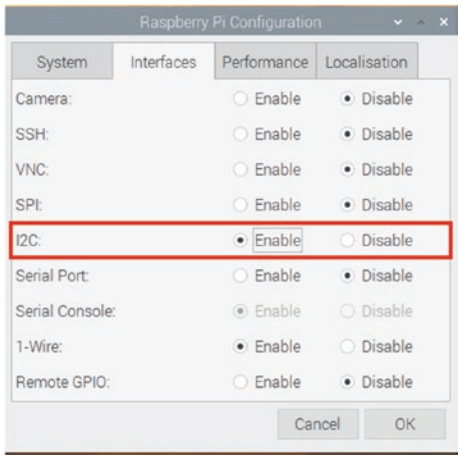 Raspberry Pi Configuration
System Interfaces Performance Localisation
Camera: Enable Disable
SSH: Enable Disable
VNC: Enable Disable
SPI: Enable Disable
I2C: Enable Disable
Serial Port: Enable Disable
Serial Console: Enable Disable
1-Wire: Enable Disable
Remote GPIO: Enable Disable
Cancel OK